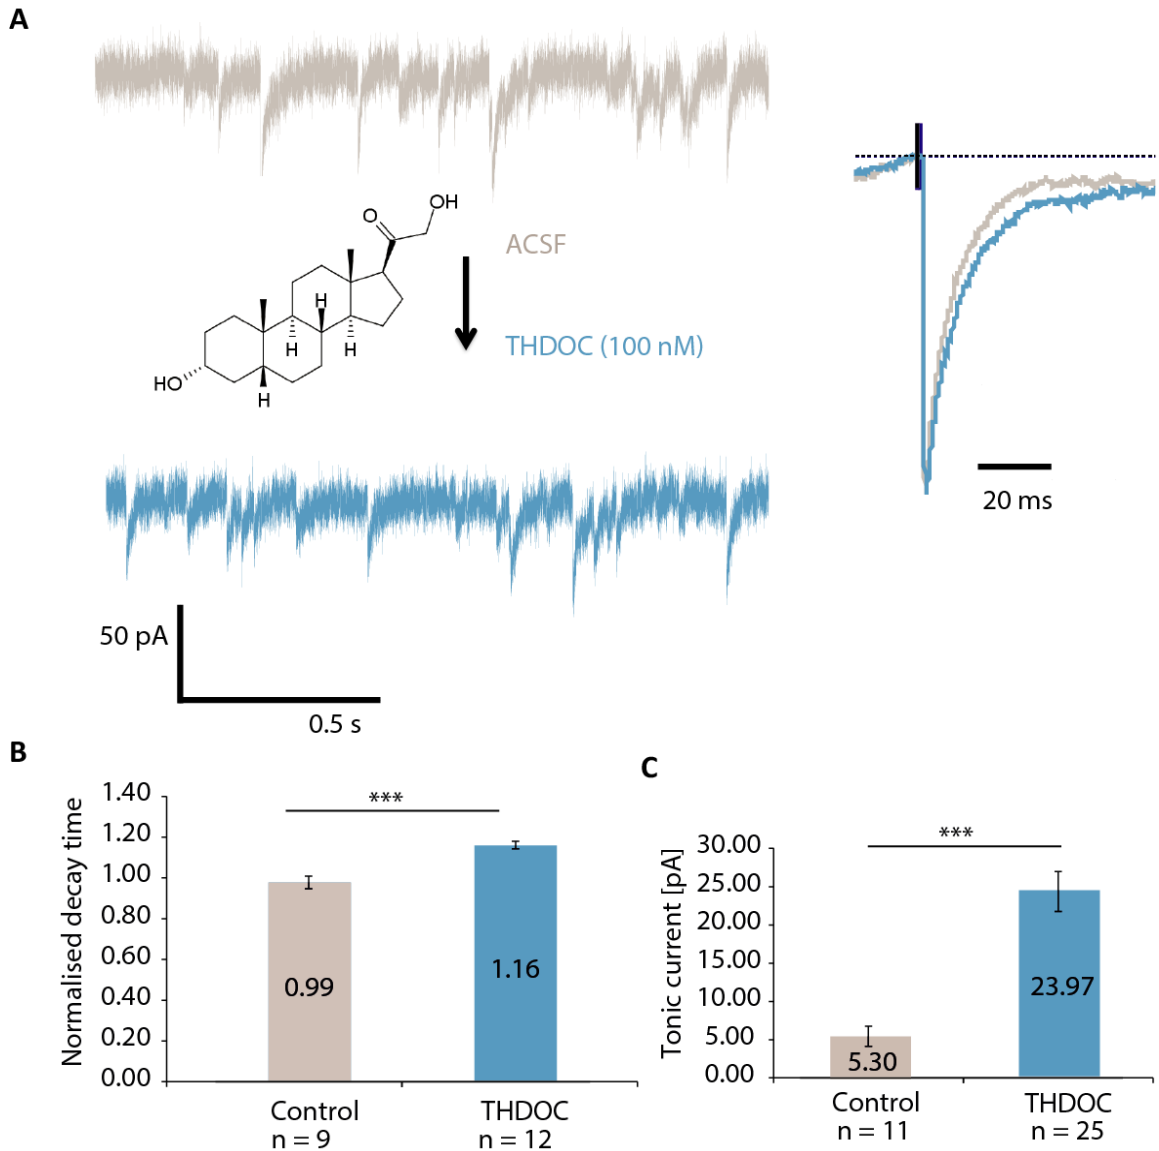 A
O
OH
ACSF
H
H
H
THDOC (100 nM)
HO
H
20 ms
50 pA
0.5 s
B
C
Normalised decay time
1.40
1.20
1.00
0.80
0.60
0.40
0.20
0.00
***
0.99
1.16
Control
n = 9
THDOC
n = 12
Tonic current [pA]
30.00
25.00
20.00
15.00
10.00
5.00
0.00
***
5.30
23.97
Control
n = 11
THDOC
n = 25